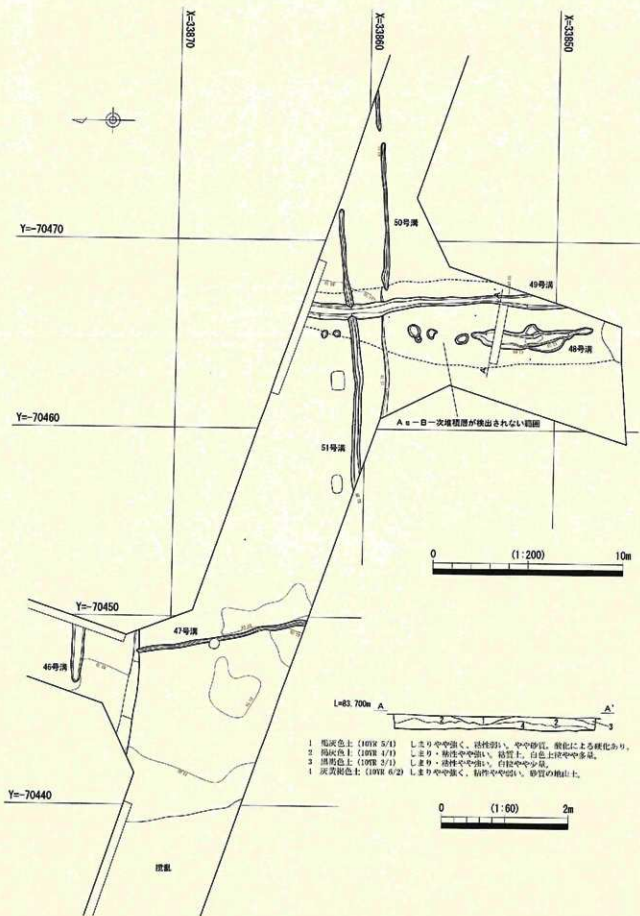 X=33870
X=33860
X=33850
Y=-70470
50号溝
49号溝
48号溝
Y=-70460
As-B一次堆積層が検出されない範囲
51号溝
0 (1:200) 10m
Y=-70450
47号溝
46号溝
L=83.700m A A'
2 2 3 4
1 褐灰色土 (10YR 5/1) しまりやや強く、粘性弱い。やや砂質。酸化による硬化あり。
2 褐灰色土 (10YR 4/1) しまり・粘性やや強い。粘質土。白色土粒やや多量。
3 黒褐色土 (10YR 3/1) しまり・粘性やや強い。白粒やや少量。
4 灰黄褐色土 (10YR 6/2) しまりやや強く、粘性やや弱い。砂質の地山土。
Y=-70440
0 (1:60) 2m
撹乱